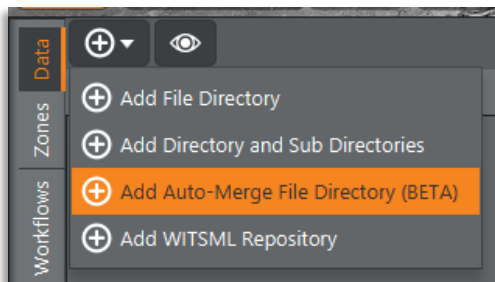 Data
Zones
Workflows
Add File Directory
Add Directory and Sub Directories
Add Auto-Merge File Directory (BETA)
Add WITSML Repository